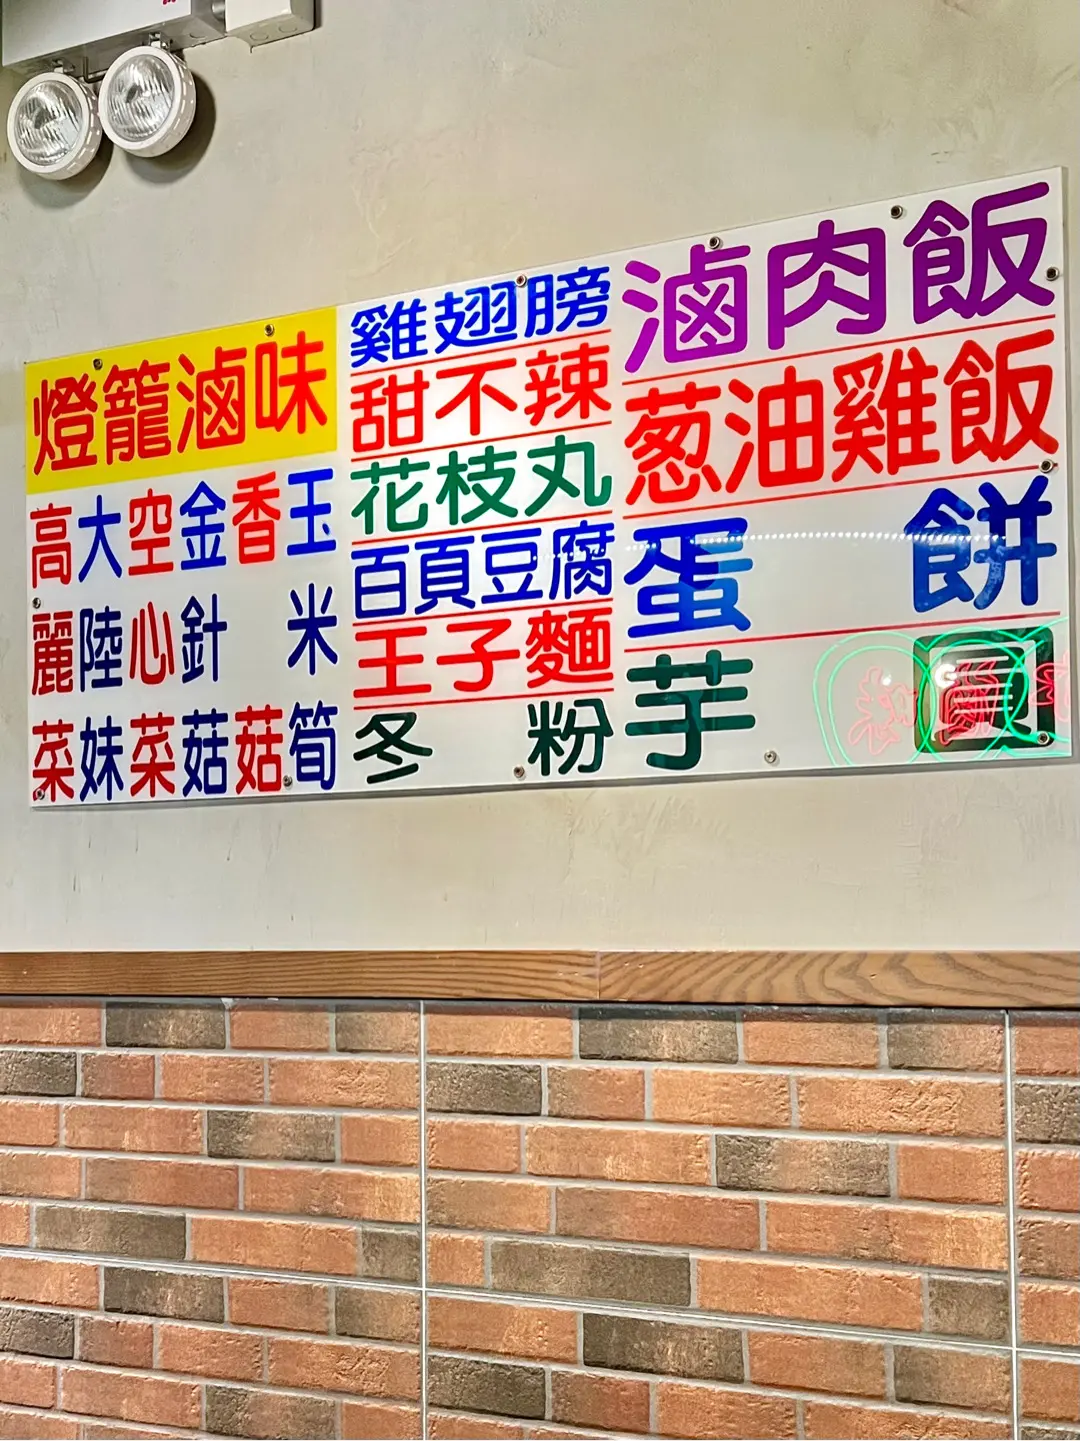 燈籠滷味
高麗菜
大陸妹
空心菜
金針菇
香菇
玉米筍
雞翅膀
甜不辣
花枝丸
百頁豆腐
王子麵
冬粉
滷肉飯
葱油雞飯
蛋餅
芋圓